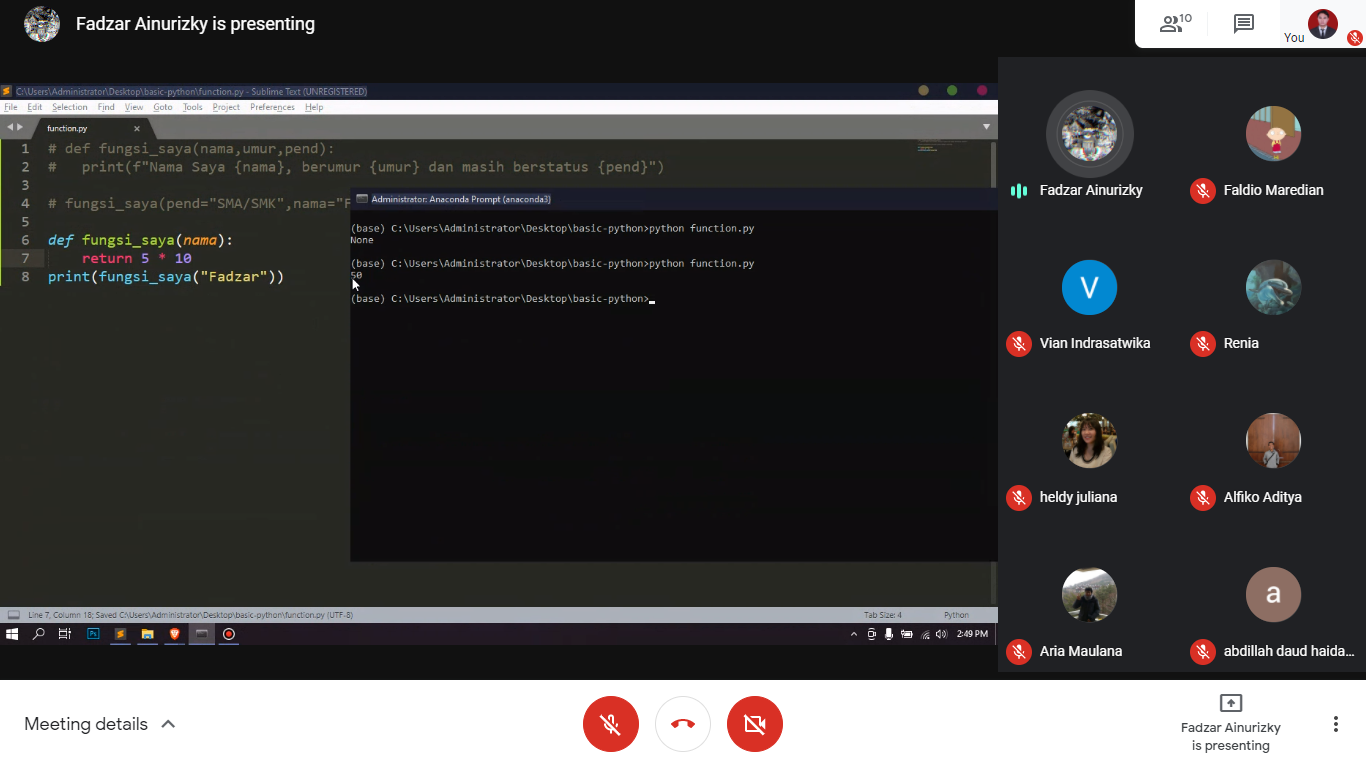 Fadzar Ainurizky is presenting
10
You
C:\Users\Administrator\Desktop\basic-python\function.py - Sublime Text (UNREGISTERED)
File Edit Selection Find View Goto Tools Project Preferences Help
function.py
1 # def fungsi_saya(nama,umur,pend):
2 #   print(f"Nama Saya {nama}, berumur {umur} dan masih berstatus {pend}")
3
4 # fungsi_saya(pend="SMA/SMK",nama="F
5
6 def fungsi_saya(nama):
7     return 5 * 10
8 print(fungsi_saya("Fadzar"))
Administrator: Anaconda Prompt (anaconda3)
(base) C:\Users\Administrator\Desktop\basic-python>python function.py
None
(base) C:\Users\Administrator\Desktop\basic-python>python function.py
50
(base) C:\Users\Administrator\Desktop\basic-python>
Line 7, Column 18; Saved C:\Users\Administrator\Desktop\basic-python\function.py (UTF-8)
Tab Size: 4
Python
Ps
2:49 PM
Fadzar Ainurizky
Faldio Maredian
V
Vian Indrasatwika
Renia
heldy juliana
Alfiko Aditya
Aria Maulana
a
abdillah daud haida...
Meeting details
Fadzar Ainurizky
is presenting